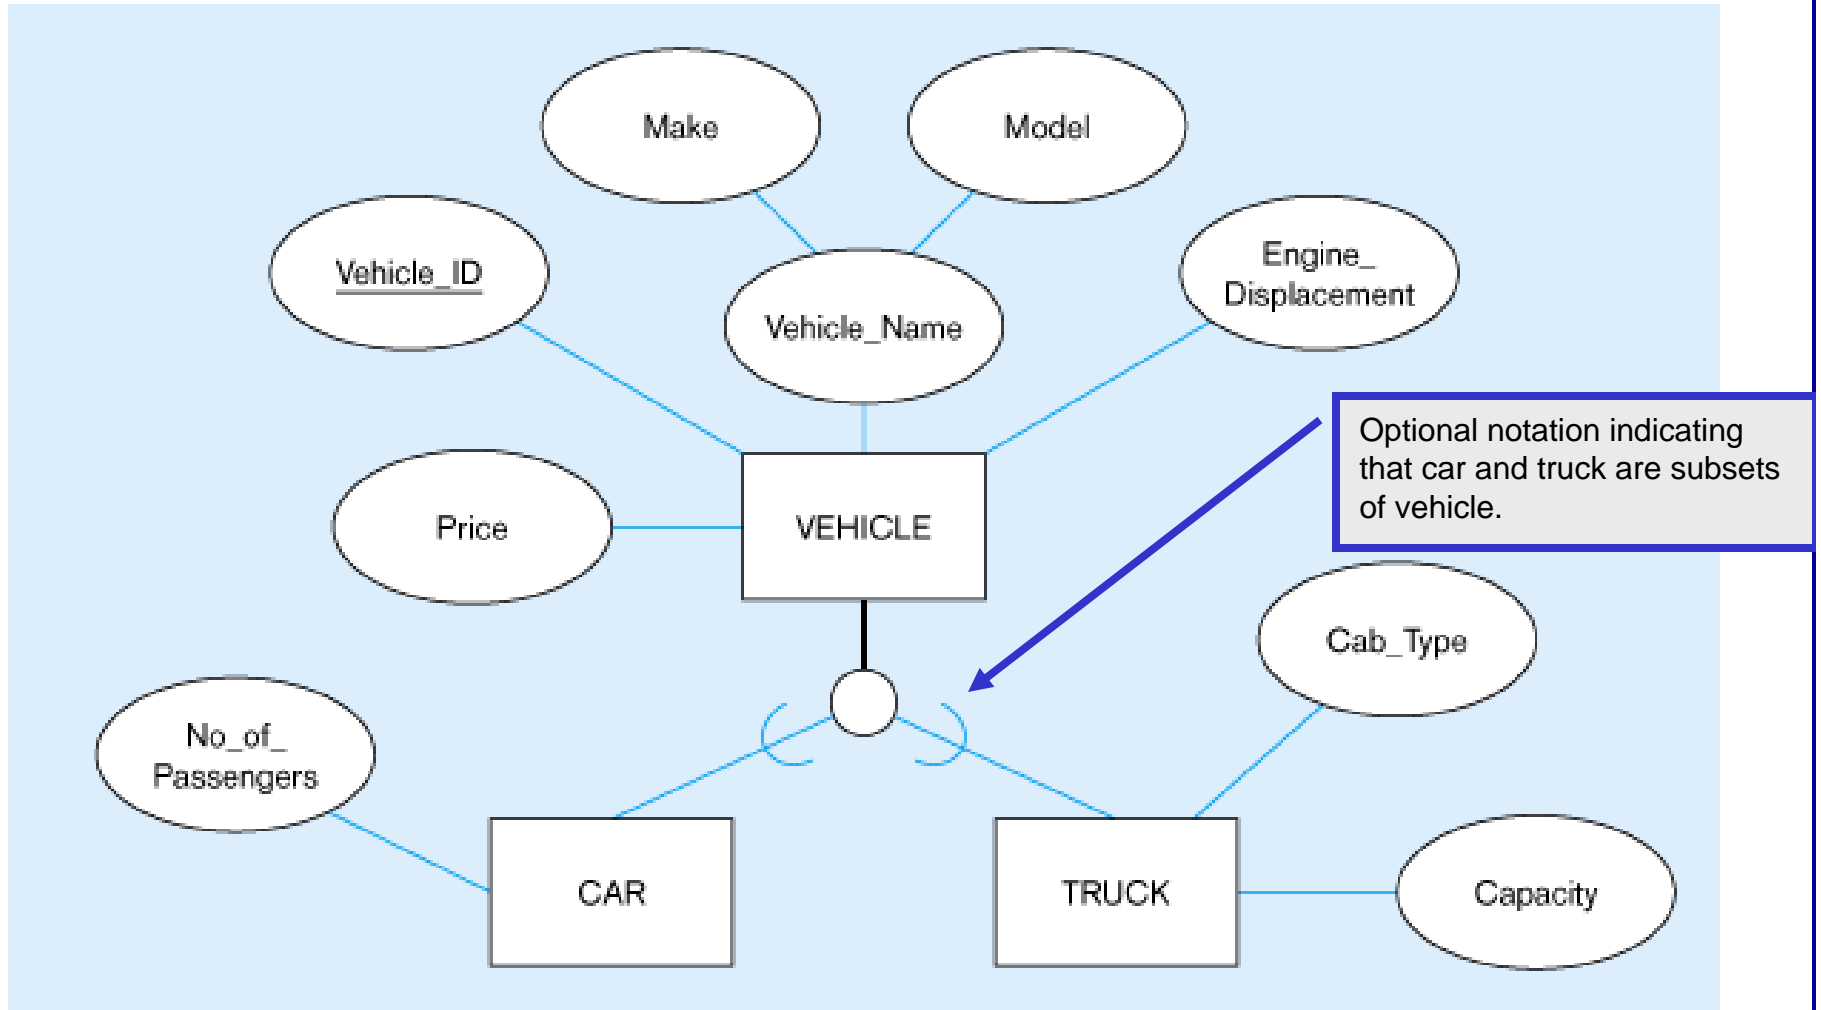 Make
Model
Vehicle_ID
Engine_
Displacement
Vehicle_Name
Optional notation indicating
that car and truck are subsets
of vehicle.
Price
VEHICLE
Cab_Type
No_of_
Passengers
CAR
TRUCK
Capacity